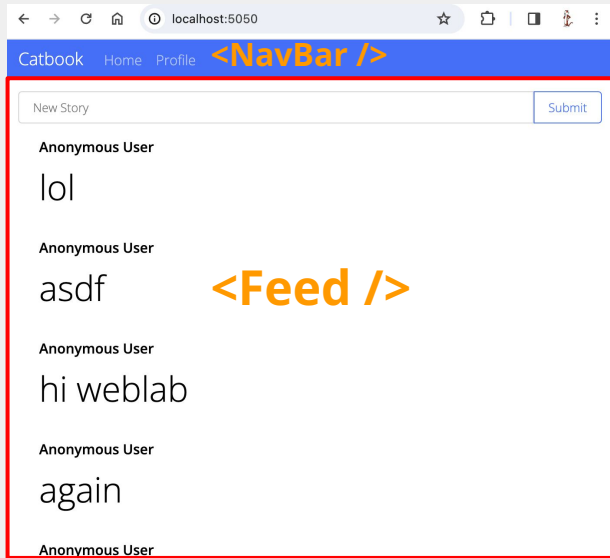 localhost:5050
Catbook Home Profile <NavBar />
New Story Submit
Anonymous User
lol
Anonymous User
asdf
<Feed />
Anonymous User
hi weblab
Anonymous User
again
Anonymous User